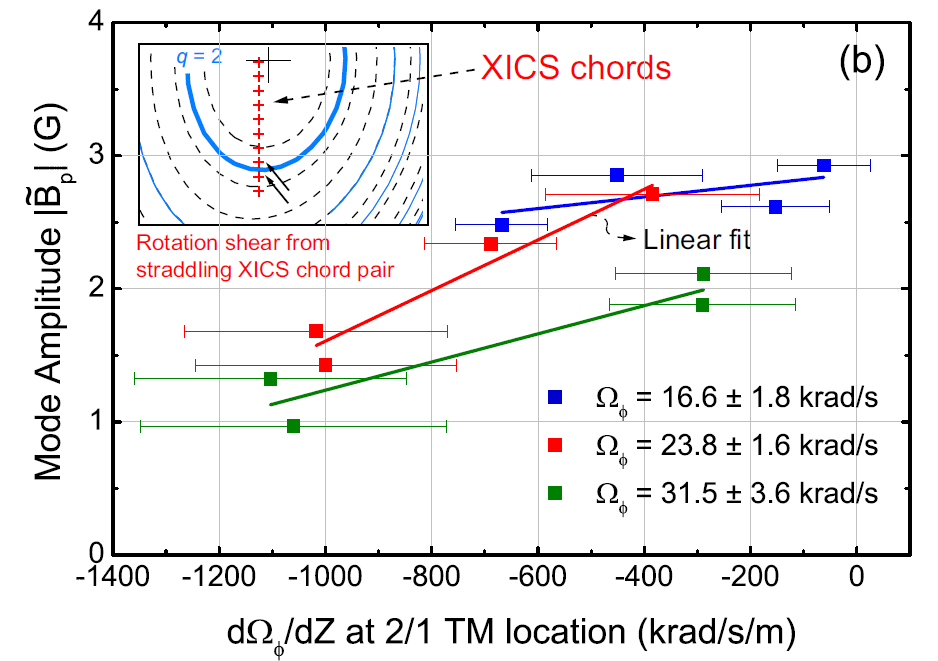 (b)
q = 2
XICS chords
Rotation shear from
straddling XICS chord pair
Linear fit
Ωϕ = 16.6 ± 1.8 krad/s
Ωϕ = 23.8 ± 1.6 krad/s
Ωϕ = 31.5 ± 3.6 krad/s
Mode Amplitude |B̃p| (G)
4
3
2
1
0
-1400 -1200 -1000 -800 -600 -400 -200 0
dΩϕ/dZ at 2/1 TM location (krad/s/m)